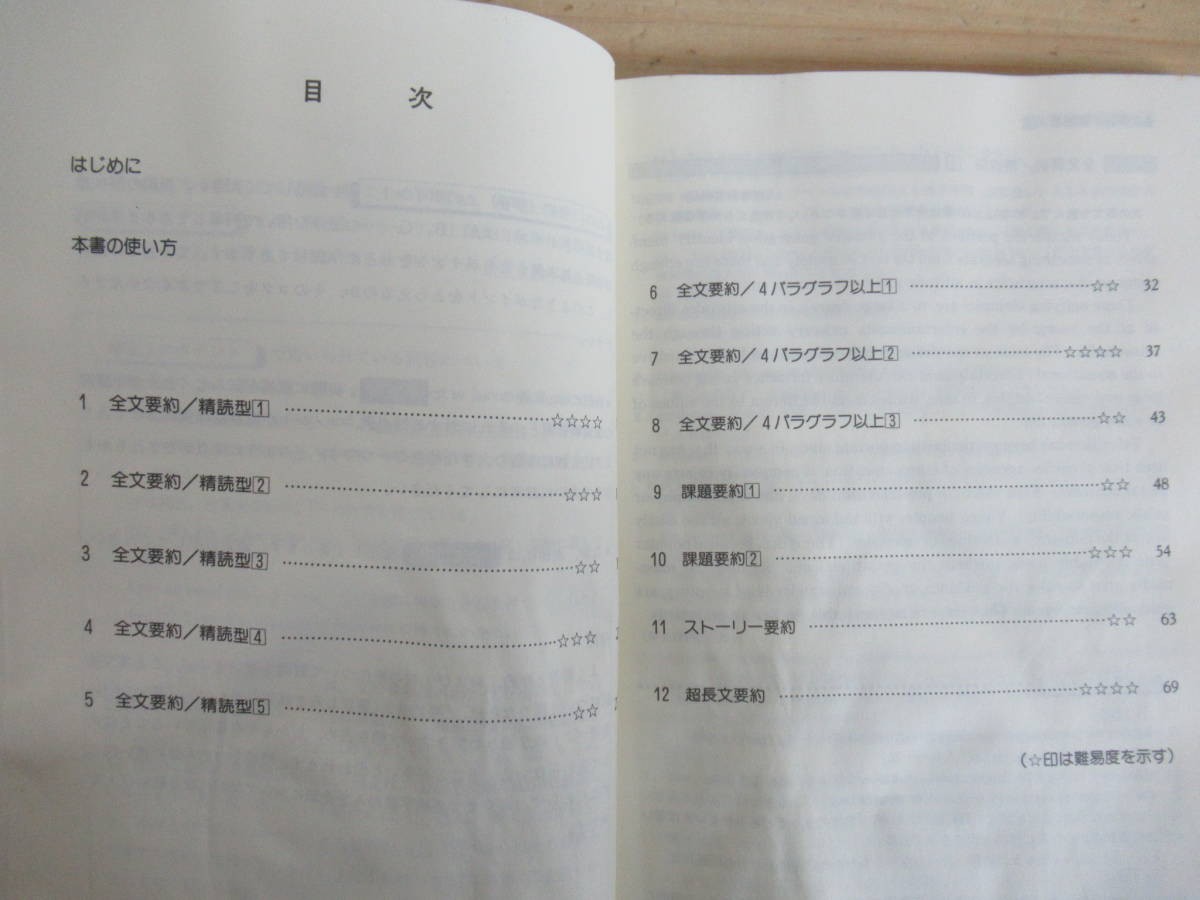 目 次
はじめに
本書の使い方
1 全文要約／精読型1 ……☆☆☆☆
2 全文要約／精読型2 ……☆☆☆
3 全文要約／精読型3 ……☆☆
4 全文要約／精読型4 ……☆☆☆
5 全文要約／精読型5 ……☆☆
6 全文要約／4パラグラフ以上1 ……☆☆ 32
7 全文要約／4パラグラフ以上2 ……☆☆☆☆ 37
8 全文要約／4パラグラフ以上3 ……☆☆ 43
9 課題要約1 ……☆☆ 48
10 課題要約2 ……☆☆☆ 54
11 ストーリー要約 ……☆☆ 63
12 超長文要約 ……☆☆☆☆ 69
（☆印は難易度を示す）